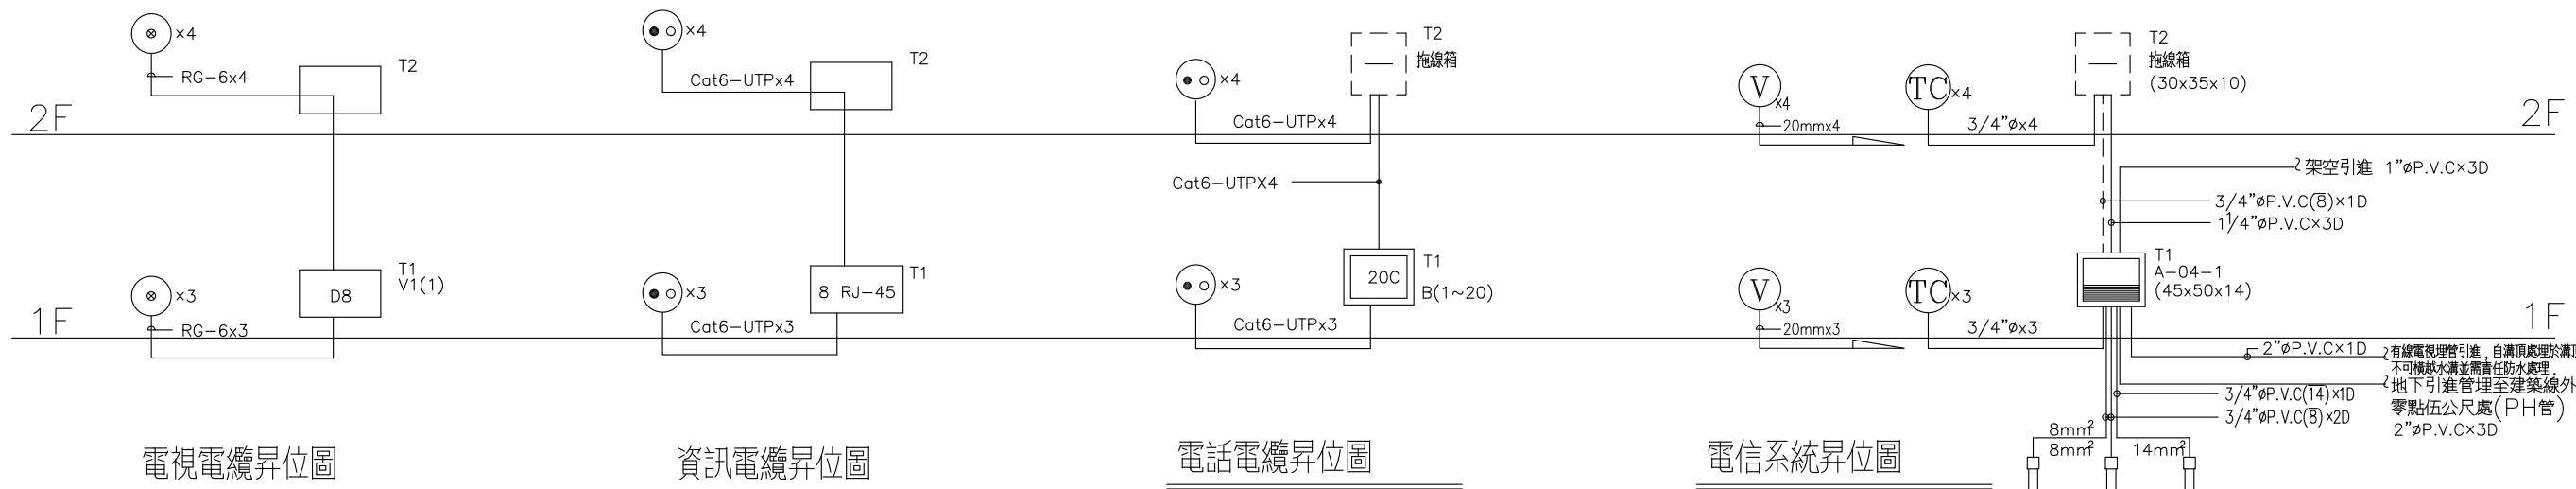 ×4
RG-6x4
T2
2F
T1
V1(1)
D8
×3
RG-6x3
1F
電視電纜昇位圖
×4
Cat6-UTPx4
T2
8 RJ-45
T1
×3
Cat6-UTPx3
資訊電纜昇位圖
T2
拖線箱
×4
Cat6-UTPx4
Cat6-UTPX4
20C
T1
B(1~20)
×3
Cat6-UTPx3
電話電纜昇位圖
V
x4
20mmx4
TC
×4
3/4"øx4
T2
拖線箱
(30x35x10)
2F
架空引進 1"øP.V.C×3D
3/4"øP.V.C(8)×1D
1 1/4"øP.V.C×3D
T1
A-04-1
(45x50x14)
V
x3
20mmx3
TC
×3
3/4"øx3
1F
2"øP.V.C×1D
有線電視埋管引進，自溝頂處埋於溝頂
不可橫越水溝並需責任防水處理．
地下引進管埋至建築線外
零點伍公尺處(PH管)
2"øP.V.C×3D
3/4"øP.V.C(14)×1D
3/4"øP.V.C(8)×2D
8mm²
8mm²
14mm²
電信系統昇位圖